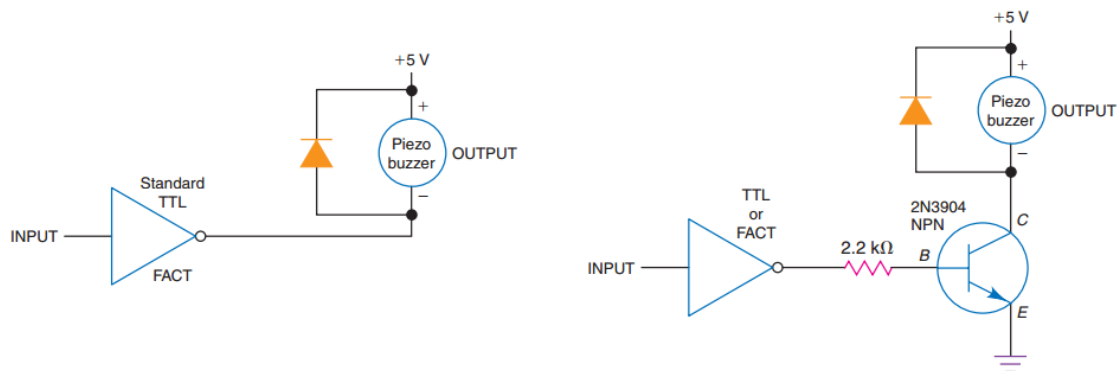 +5 V
+
Piezo
buzzer
OUTPUT
−
Standard
TTL
INPUT
FACT
+5 V
+
Piezo
buzzer
OUTPUT
−
2N3904
NPN
C
TTL
or
FACT
2.2 kΩ
B
INPUT
E